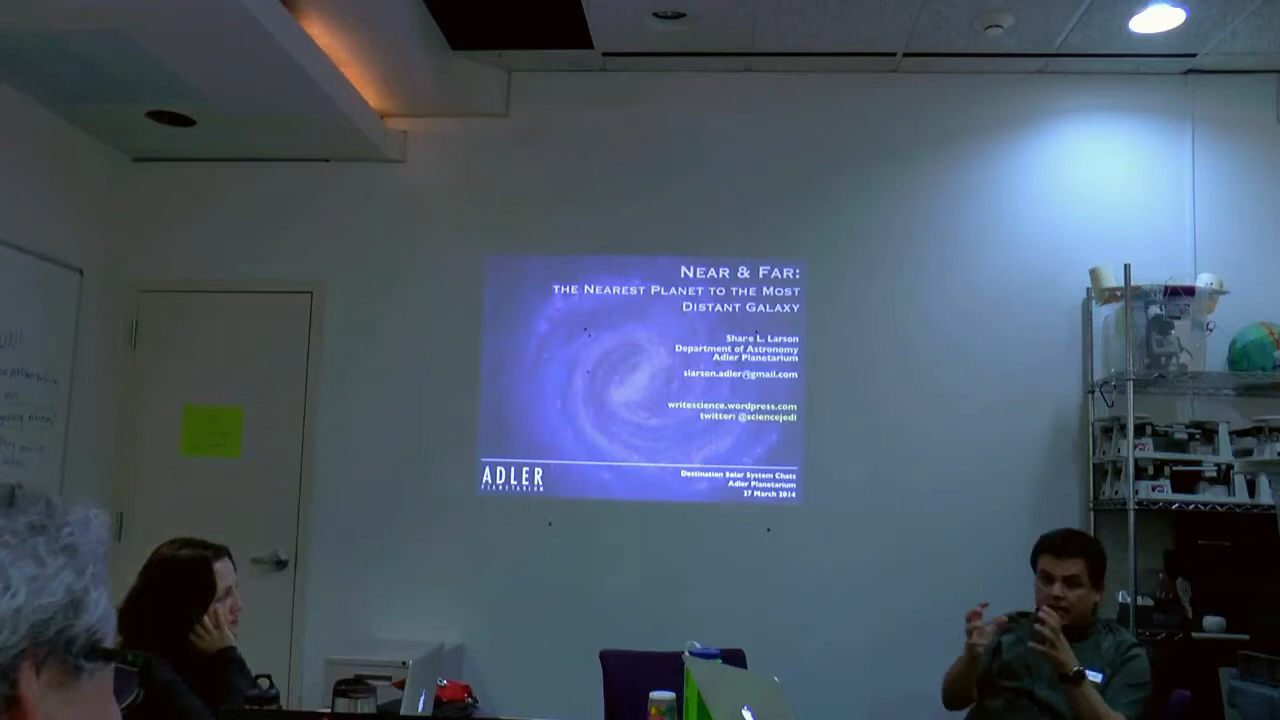 NEAR & FAR:
THE NEAREST PLANET TO THE MOST
DISTANT GALAXY
Shane L. Larson
Department of Astronomy
Adler Planetarium
slarson.adler@gmail.com
writescience.wordpress.com
twitter: @sciencejedi
ADLER
PLANETARIUM
Destination Solar System Chats
Adler Planetarium
27 March 2014